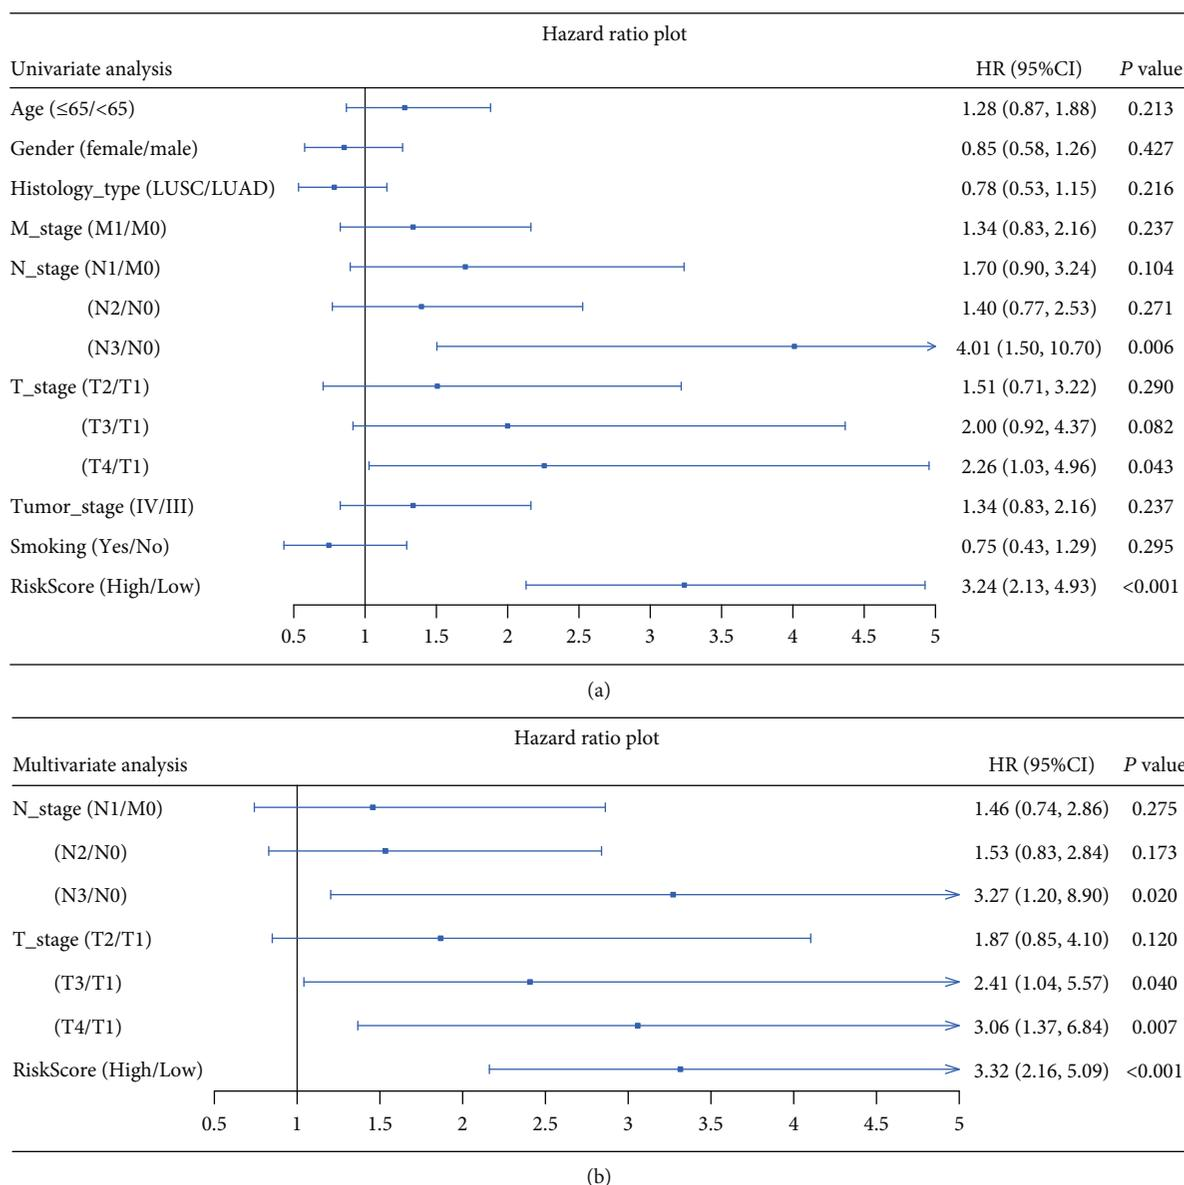 Hazard ratio plot
Univariate analysis HR (95%CI) P value
Age (≤65/<65) 1.28 (0.87, 1.88) 0.213
Gender (female/male) 0.85 (0.58, 1.26) 0.427
Histology_type (LUSC/LUAD) 0.78 (0.53, 1.15) 0.216
M_stage (M1/M0) 1.34 (0.83, 2.16) 0.237
N_stage (N1/M0) 1.70 (0.90, 3.24) 0.104
(N2/N0) 1.40 (0.77, 2.53) 0.271
(N3/N0) 4.01 (1.50, 10.70) 0.006
T_stage (T2/T1) 1.51 (0.71, 3.22) 0.290
(T3/T1) 2.00 (0.92, 4.37) 0.082
(T4/T1) 2.26 (1.03, 4.96) 0.043
Tumor_stage (IV/III) 1.34 (0.83, 2.16) 0.237
Smoking (Yes/No) 0.75 (0.43, 1.29) 0.295
RiskScore (High/Low) 3.24 (2.13, 4.93) <0.001
0.5 1 1.5 2 2.5 3 3.5 4 4.5 5
(a)
Hazard ratio plot
Multivariate analysis HR (95%CI) P value
N_stage (N1/M0) 1.46 (0.74, 2.86) 0.275
(N2/N0) 1.53 (0.83, 2.84) 0.173
(N3/N0) 3.27 (1.20, 8.90) 0.020
T_stage (T2/T1) 1.87 (0.85, 4.10) 0.120
(T3/T1) 2.41 (1.04, 5.57) 0.040
(T4/T1) 3.06 (1.37, 6.84) 0.007
RiskScore (High/Low) 3.32 (2.16, 5.09) <0.001
0.5 1 1.5 2 2.5 3 3.5 4 4.5 5
(b)